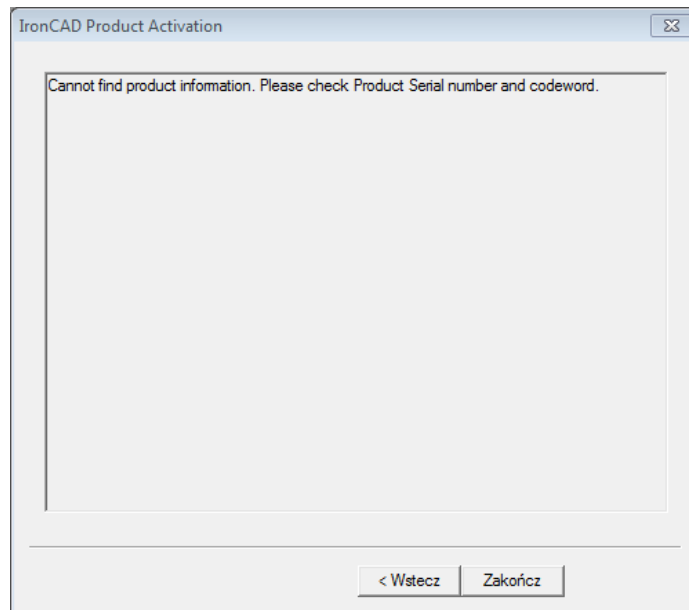 IronCAD Product Activation
Cannot find product information. Please check Product Serial number and codeword.
< Wstecz
Zakończ